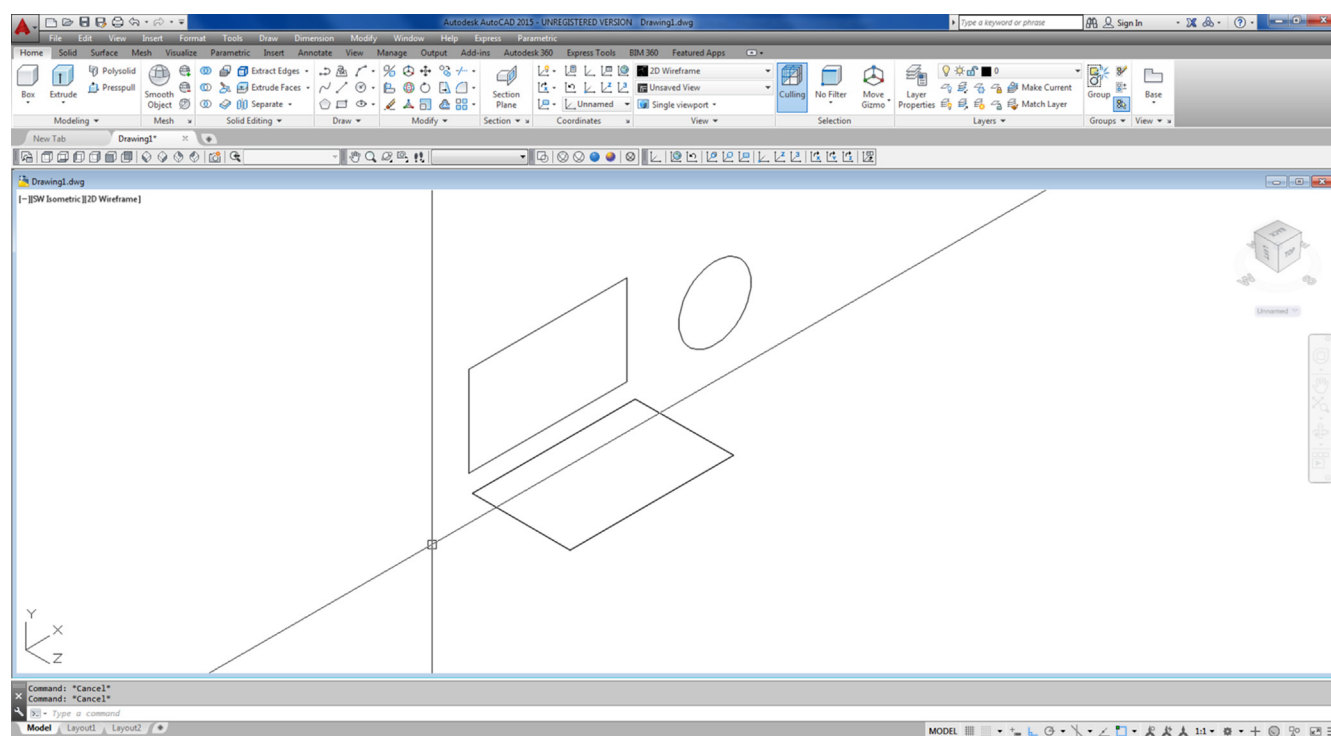 Autodesk AutoCAD 2015 - UNREGISTERED VERSION Drawing1.dwg
Type a keyword or phrase
Sign In
File Edit View Insert Format Tools Draw Dimension Modify Window Help Express Parametric
Home Solid Surface Mesh Visualize Parametric Insert Annotate View Manage Output Add-ins Autodesk 360 Express Tools BIM 360 Featured Apps
Polysolid Extract Edges 2D Wireframe 0
Presspull Extrude Faces Unsaved View Make Current
Box Extrude Smooth Object Separate Section Plane Unnamed Single viewport Culling No Filter Move Gizmo Layer Properties Match Layer Group Base
Modeling Mesh Solid Editing Draw Modify Section Coordinates View Selection Layers Groups View
New Tab Drawing1*
Drawing1.dwg
[−][SW Isometric][2D Wireframe]
TOP
Unnamed
Y
X
Z
Command: *Cancel*
Command: *Cancel*
Type a command
Model Layout1 Layout2
MODEL 1:1